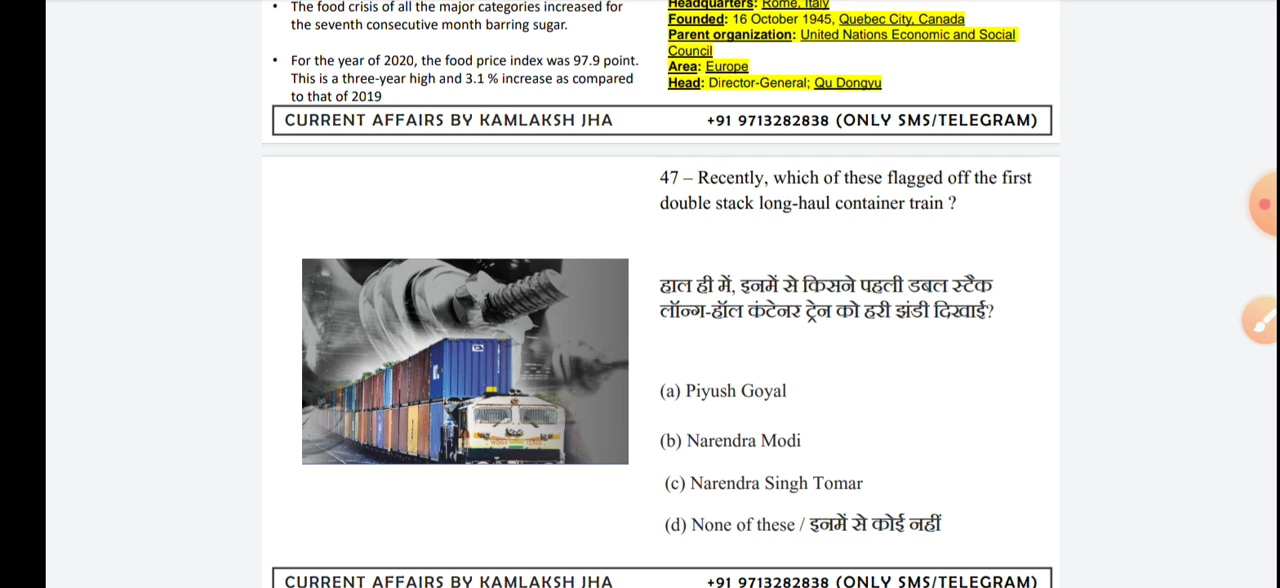 • The food crisis of all the major categories increased for
the seventh consecutive month barring sugar.
• For the year of 2020, the food price index was 97.9 point.
This is a three-year high and 3.1 % increase as compared
to that of 2019
Headquarters: Rome, Italy
Founded: 16 October 1945, Quebec City, Canada
Parent organization: United Nations Economic and Social
Council
Area: Europe
Head: Director-General; Qu Dongyu
CURRENT AFFAIRS BY KAMLAKSH JHA +91 9713282838 (ONLY SMS/TELEGRAM)
47 – Recently, which of these flagged off the first
double stack long-haul container train ?
हाल ही में, इनमें से किसने पहली डबल स्टैक
लॉन्ग-हॉल कंटेनर ट्रेन को हरी झंडी दिखाई?
(a) Piyush Goyal
(b) Narendra Modi
(c) Narendra Singh Tomar
(d) None of these / इनमें से कोई नहीं
CURRENT AFFAIRS BY KAMLAKSH JHA +91 9713282838 (ONLY SMS/TELEGRAM)